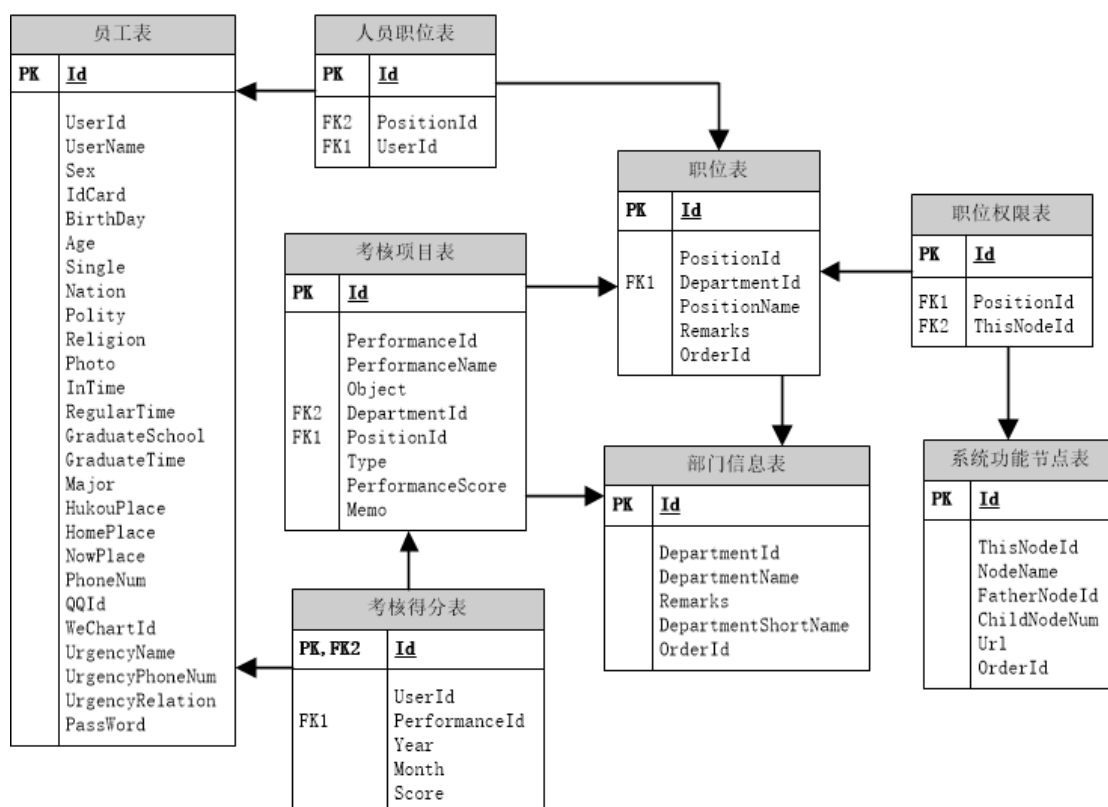 员工表
PK Id
UserId
UserName
Sex
IdCard
BirthDay
Age
Single
Nation
Polity
Religion
Photo
InTime
RegularTime
GraduateSchool
GraduateTime
Major
HukouPlace
HomePlace
NowPlace
PhoneNum
QQId
WeChartId
UrgencyName
UrgencyPhoneNum
UrgencyRelation
PassWord
人员职位表
PK Id
FK2 PositionId
FK1 UserId
职位表
PK Id
PositionId
FK1 DepartmentId
PositionName
Remarks
OrderId
职位权限表
PK Id
FK1 PositionId
FK2 ThisNodeId
考核项目表
PK Id
PerformanceId
PerformanceName
Object
FK2 DepartmentId
FK1 PositionId
Type
PerformanceScore
Memo
部门信息表
PK Id
DepartmentId
DepartmentName
Remarks
DepartmentShortName
OrderId
系统功能节点表
PK Id
ThisNodeId
NodeName
FatherNodeId
ChildNodeNum
Url
OrderId
考核得分表
PK,FK2 Id
UserId
FK1 PerformanceId
Year
Month
Score